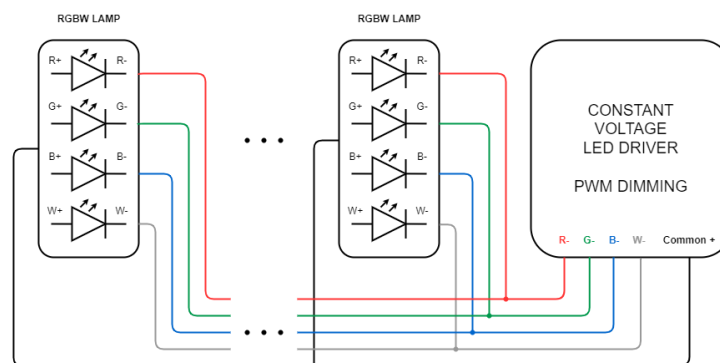 RGBW LAMP
R+ R-
G+ G-
B+ B-
W+ W-
RGBW LAMP
R+ R-
G+ G-
B+ B-
W+ W-
CONSTANT
VOLTAGE
LED DRIVER
PWM DIMMING
R- G- B- W- Common +